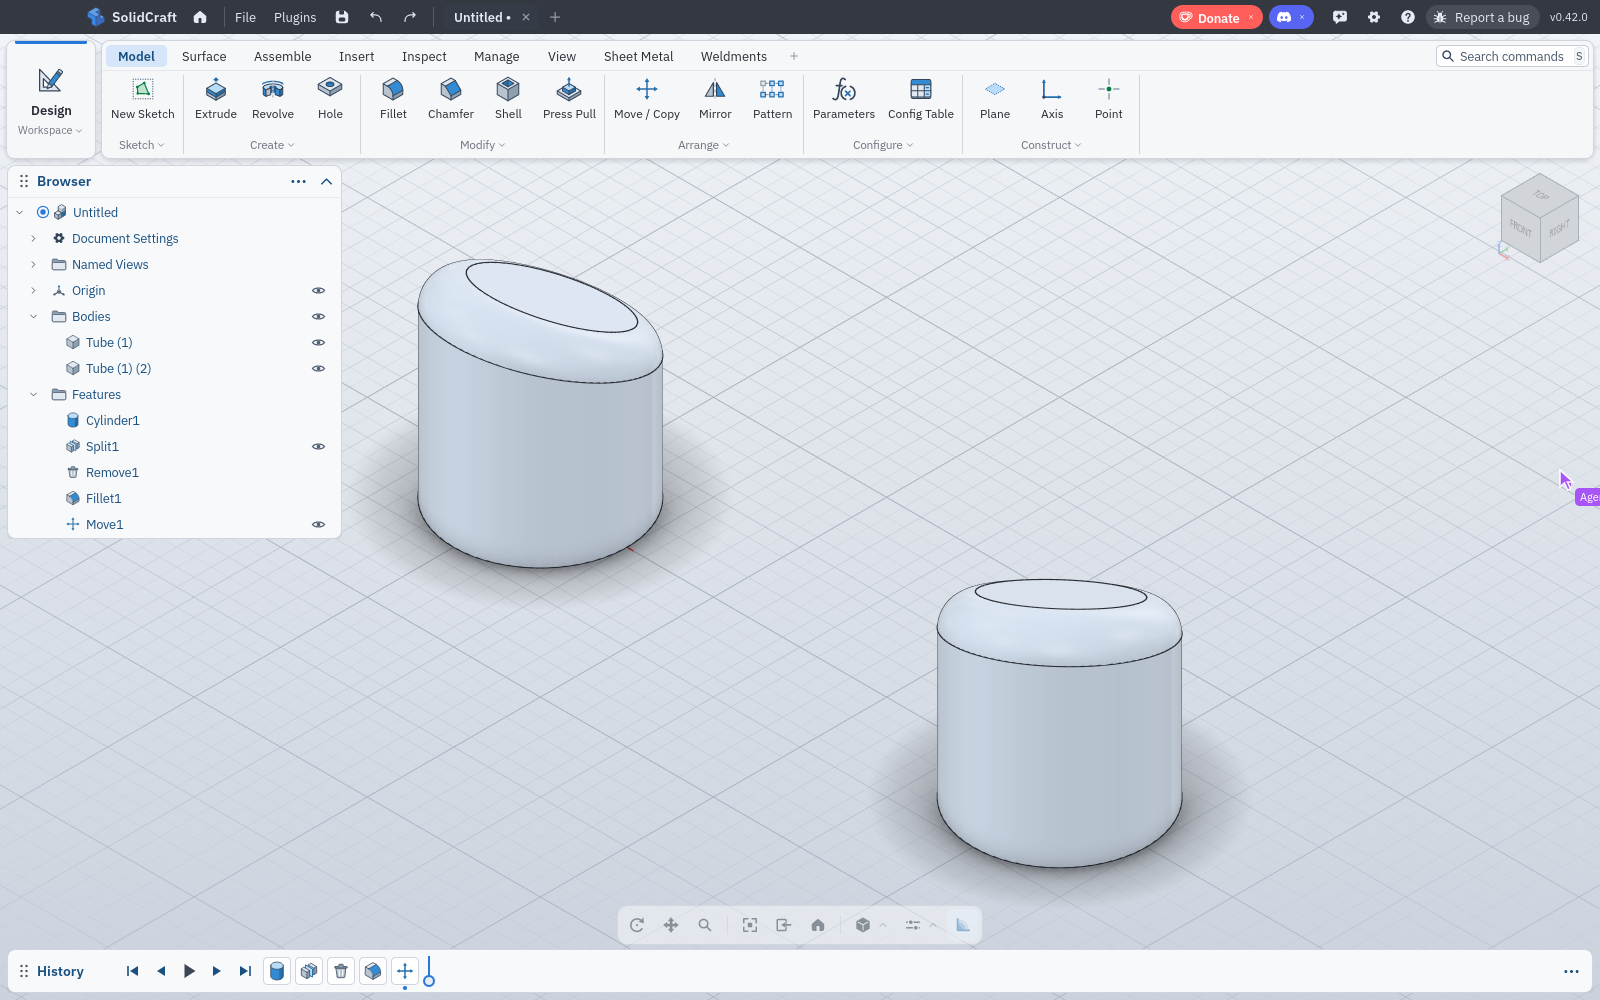 SolidCraft File Plugins Untitled • Donate Report a bug v0.42.0
Model Surface Assemble Insert Inspect Manage View Sheet Metal Weldments Search commands S
Design
Workspace
New Sketch Extrude Revolve Hole Fillet Chamfer Shell Press Pull Move / Copy Mirror Pattern Parameters Config Table Plane Axis Point
Sketch Create Modify Arrange Configure Construct
Browser
Untitled
Document Settings
Named Views
Origin
Bodies
Tube (1)
Tube (1) (2)
Features
Cylinder1
Split1
Remove1
Fillet1
Move1
TOP
FRONT RIGHT
History